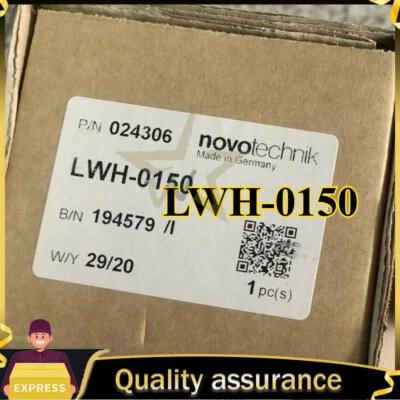 P/N 024306
novotechnik
Made in Germany
LWH-0150
LWH-0150
B/N 194579 /I
W/Y 29/20
1 pc(s)
EXPRESS
Quality assurance